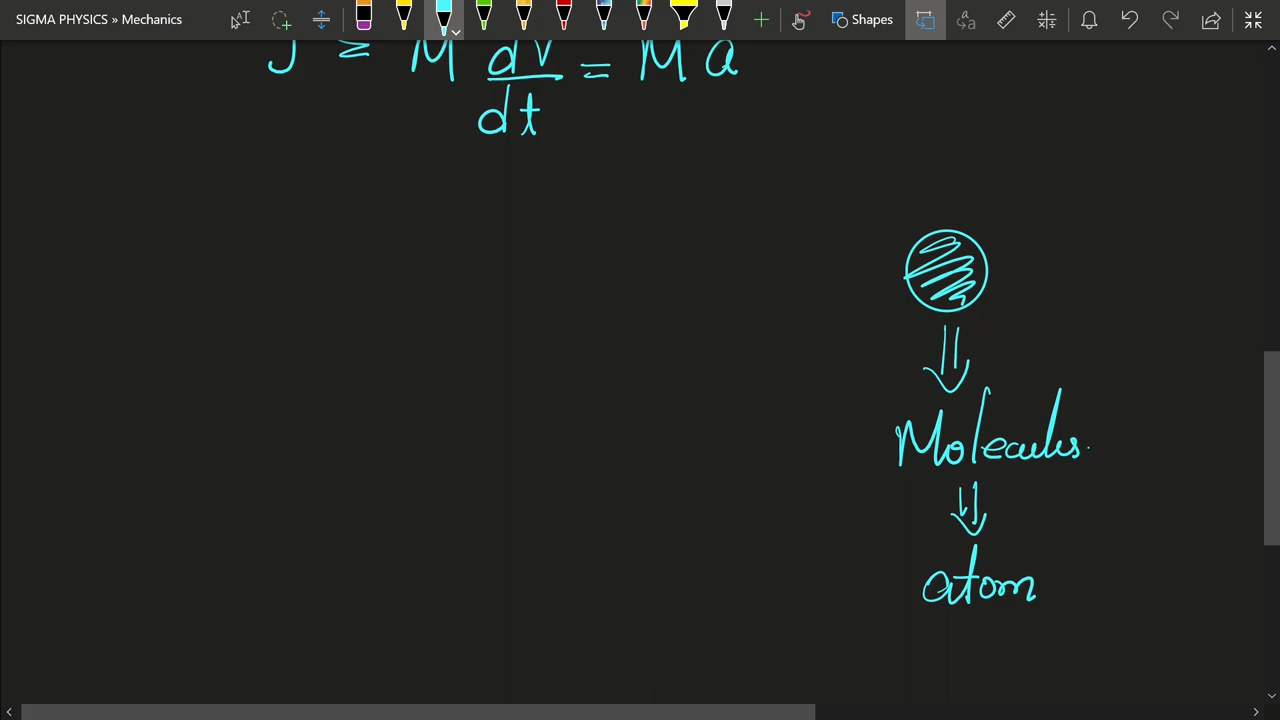 SIGMA PHYSICS » Mechanics
Shapes
= M dV/dt = Ma
Molecules.
atom